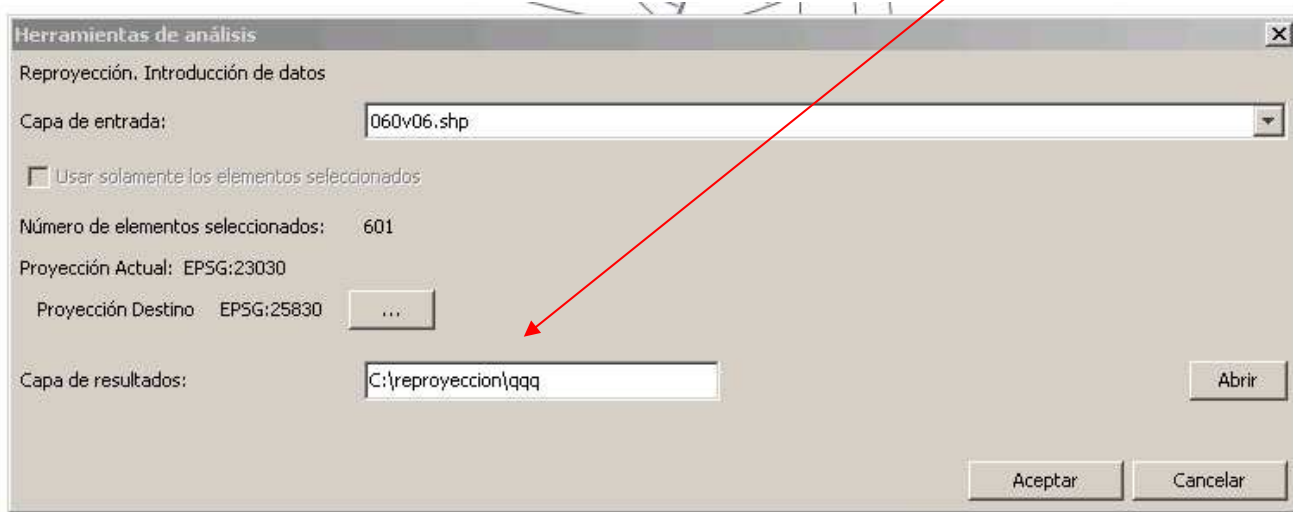 Herramientas de análisis
Reproyección. Introducción de datos
Capa de entrada: 060v06.shp
Usar solamente los elementos seleccionados
Número de elementos seleccionados: 601
Proyección Actual: EPSG:23030
Proyección Destino EPSG:25830 ...
Capa de resultados: C:\reproyeccion\qqq Abrir
Aceptar Cancelar